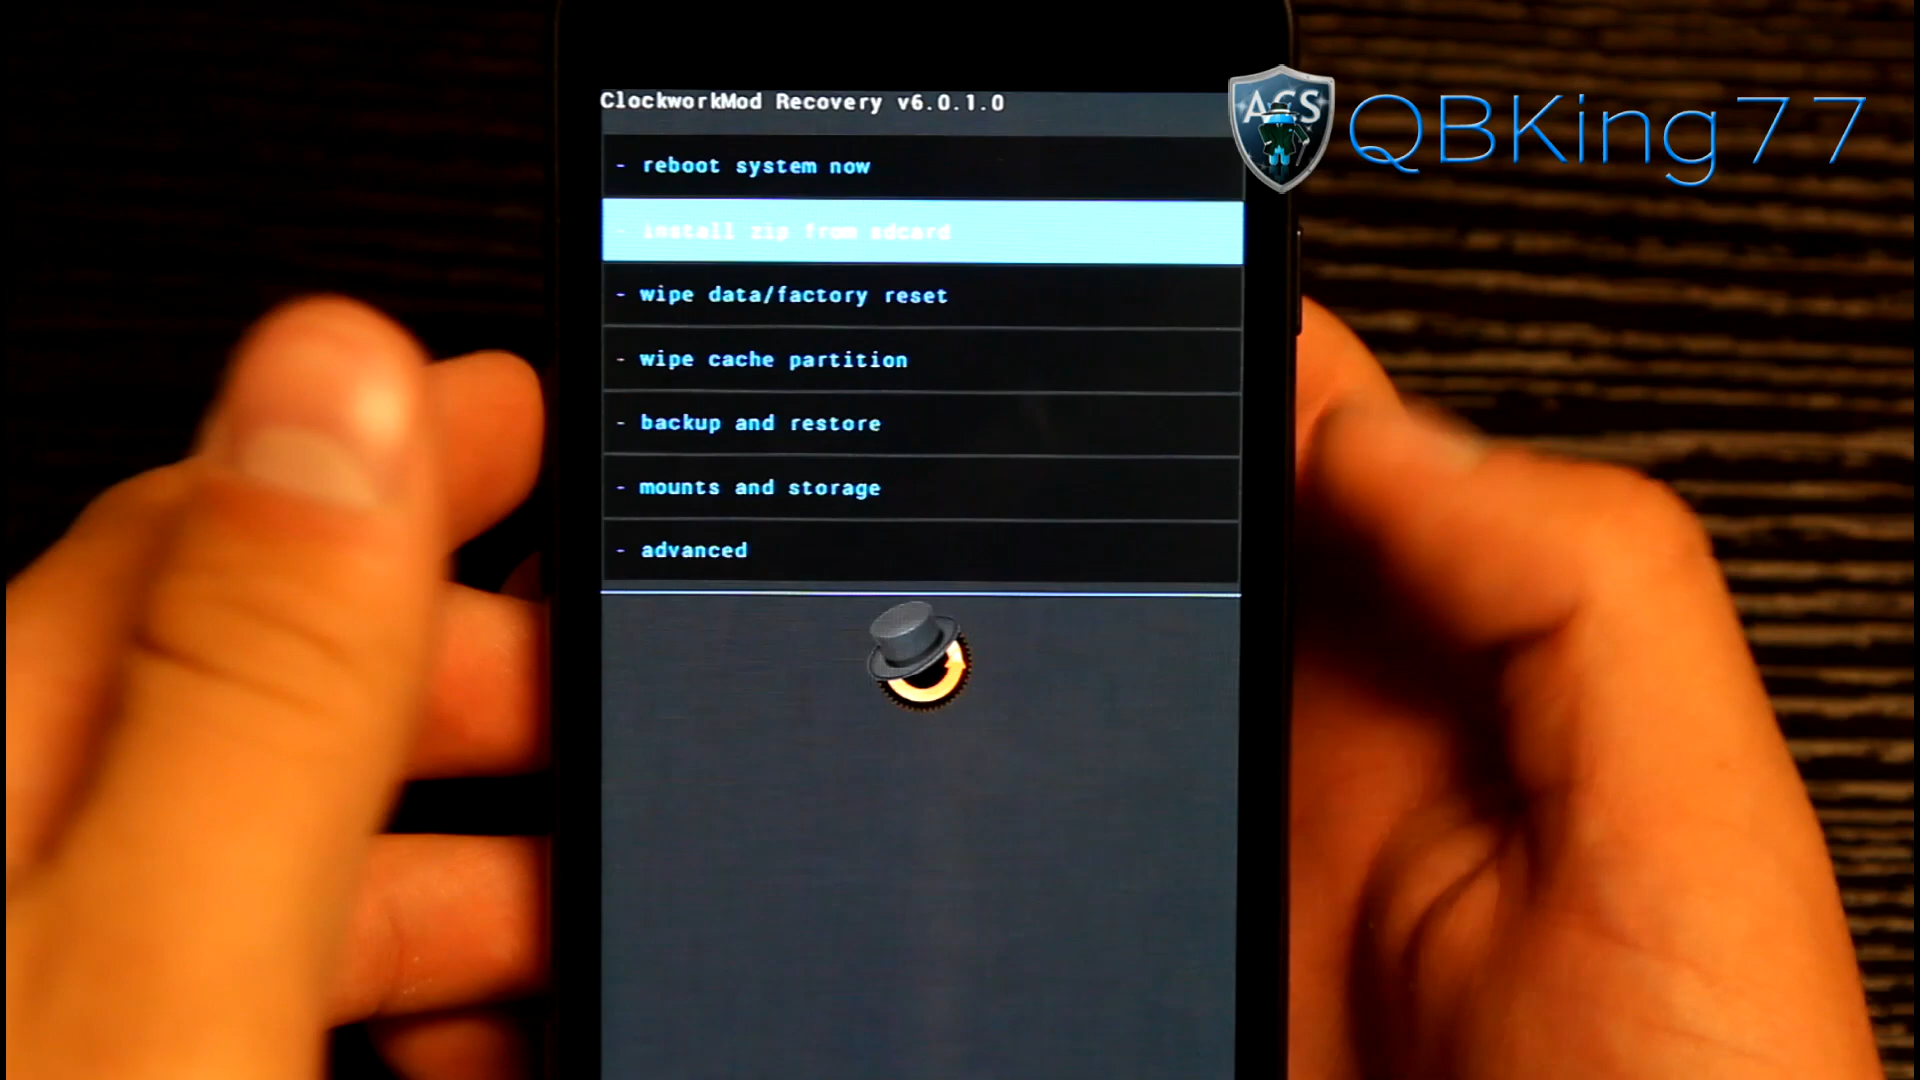 ClockworkMod Recovery v6.0.1.0
- reboot system now
- install zip from sdcard
- wipe data/factory reset
- wipe cache partition
- backup and restore
- mounts and storage
- advanced
ACS
QBKing77